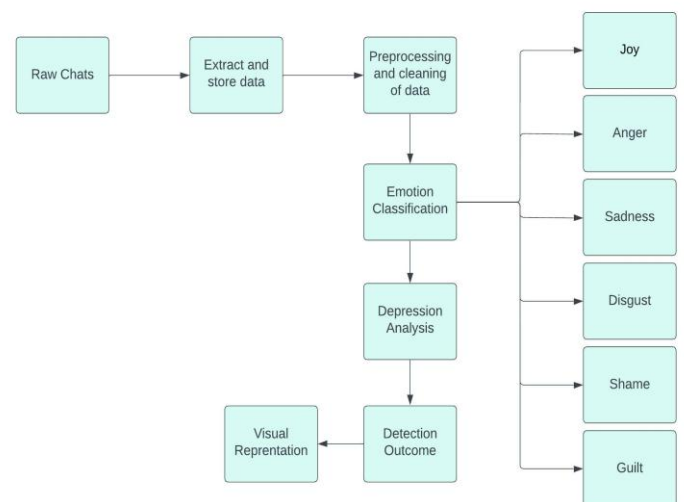 Raw Chats
Extract and
store data
Preprocessing
and cleaning
of data
Emotion
Classification
Depression
Analysis
Detection
Outcome
Visual
Reprentation
Joy
Anger
Sadness
Disgust
Shame
Guilt